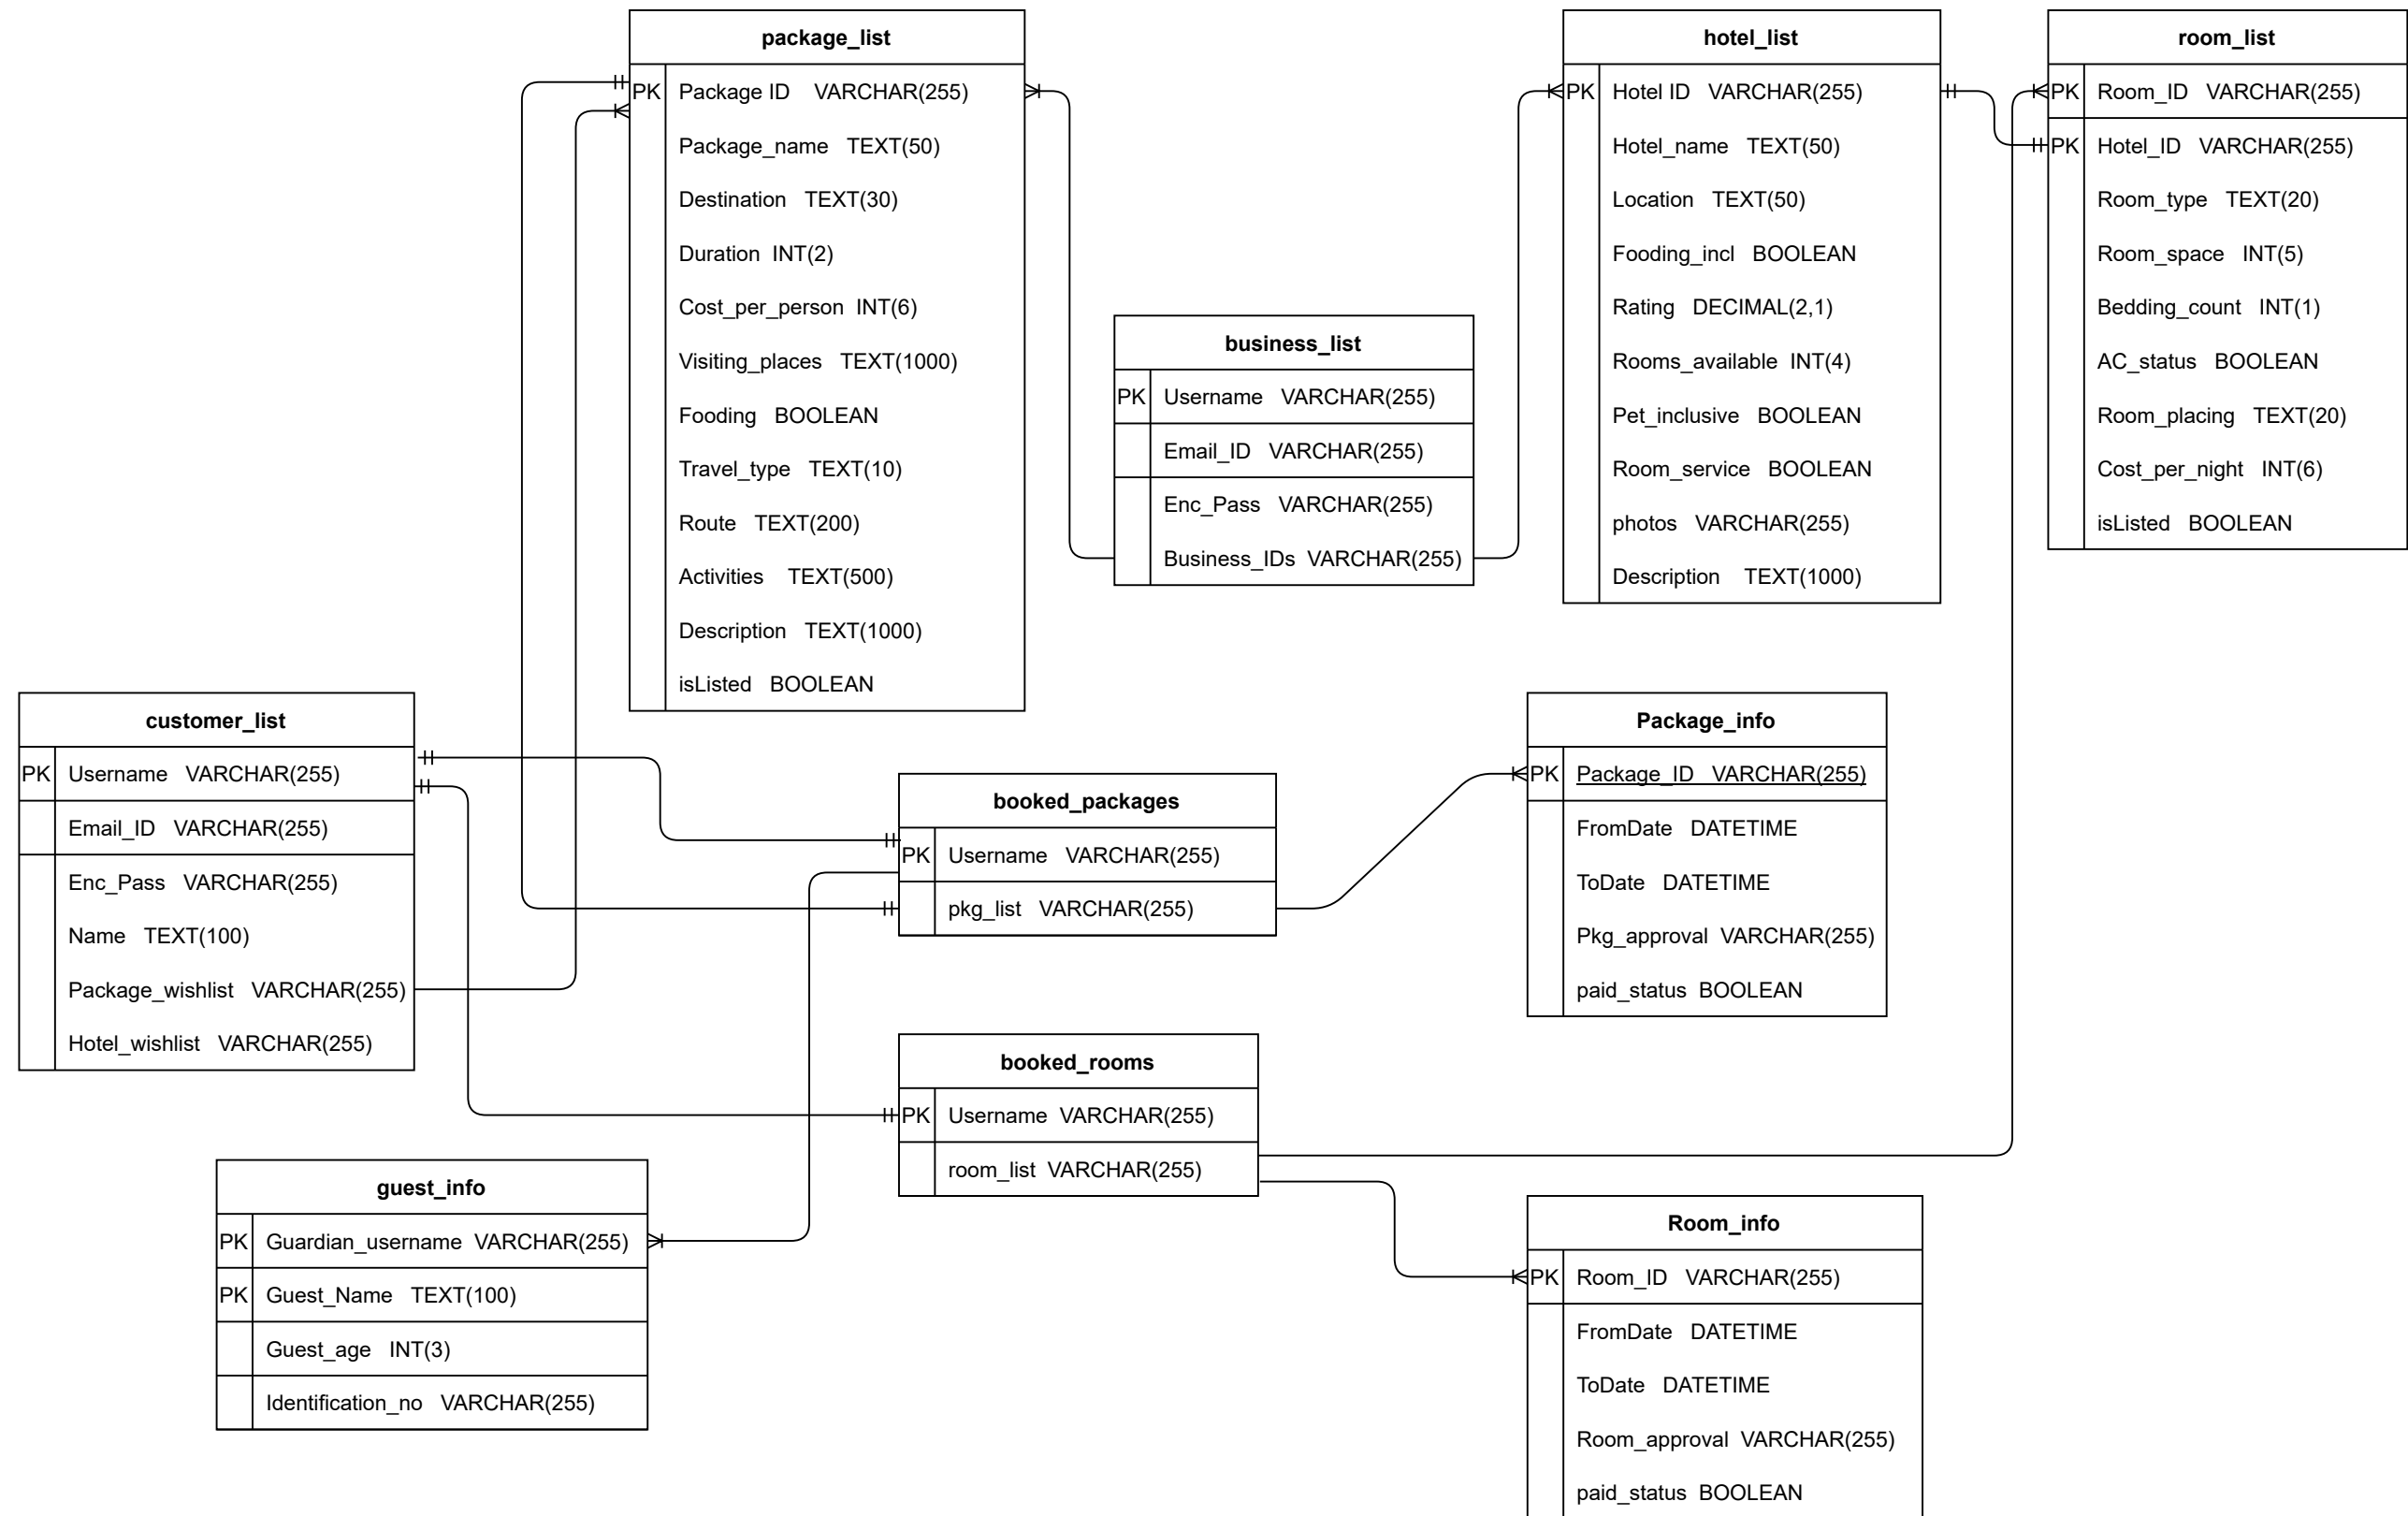 package_list
PK Package ID VARCHAR(255)
Package_name TEXT(50)
Destination TEXT(30)
Duration INT(2)
Cost_per_person INT(6)
Visiting_places TEXT(1000)
Fooding BOOLEAN
Travel_type TEXT(10)
Route TEXT(200)
Activities TEXT(500)
Description TEXT(1000)
isListed BOOLEAN
hotel_list
PK Hotel ID VARCHAR(255)
Hotel_name TEXT(50)
Location TEXT(50)
Fooding_incl BOOLEAN
Rating DECIMAL(2,1)
Rooms_available INT(4)
Pet_inclusive BOOLEAN
Room_service BOOLEAN
photos VARCHAR(255)
Description TEXT(1000)
room_list
PK Room_ID VARCHAR(255)
PK Hotel_ID VARCHAR(255)
Room_type TEXT(20)
Room_space INT(5)
Bedding_count INT(1)
AC_status BOOLEAN
Room_placing TEXT(20)
Cost_per_night INT(6)
isListed BOOLEAN
business_list
PK Username VARCHAR(255)
Email_ID VARCHAR(255)
Enc_Pass VARCHAR(255)
Business_IDs VARCHAR(255)
customer_list
PK Username VARCHAR(255)
Email_ID VARCHAR(255)
Enc_Pass VARCHAR(255)
Name TEXT(100)
Package_wishlist VARCHAR(255)
Hotel_wishlist VARCHAR(255)
booked_packages
PK Username VARCHAR(255)
pkg_list VARCHAR(255)
Package_info
PK Package_ID VARCHAR(255)
FromDate DATETIME
ToDate DATETIME
Pkg_approval VARCHAR(255)
paid_status BOOLEAN
booked_rooms
PK Username VARCHAR(255)
room_list VARCHAR(255)
guest_info
PK Guardian_username VARCHAR(255)
PK Guest_Name TEXT(100)
Guest_age INT(3)
Identification_no VARCHAR(255)
Room_info
PK Room_ID VARCHAR(255)
FromDate DATETIME
ToDate DATETIME
Room_approval VARCHAR(255)
paid_status BOOLEAN